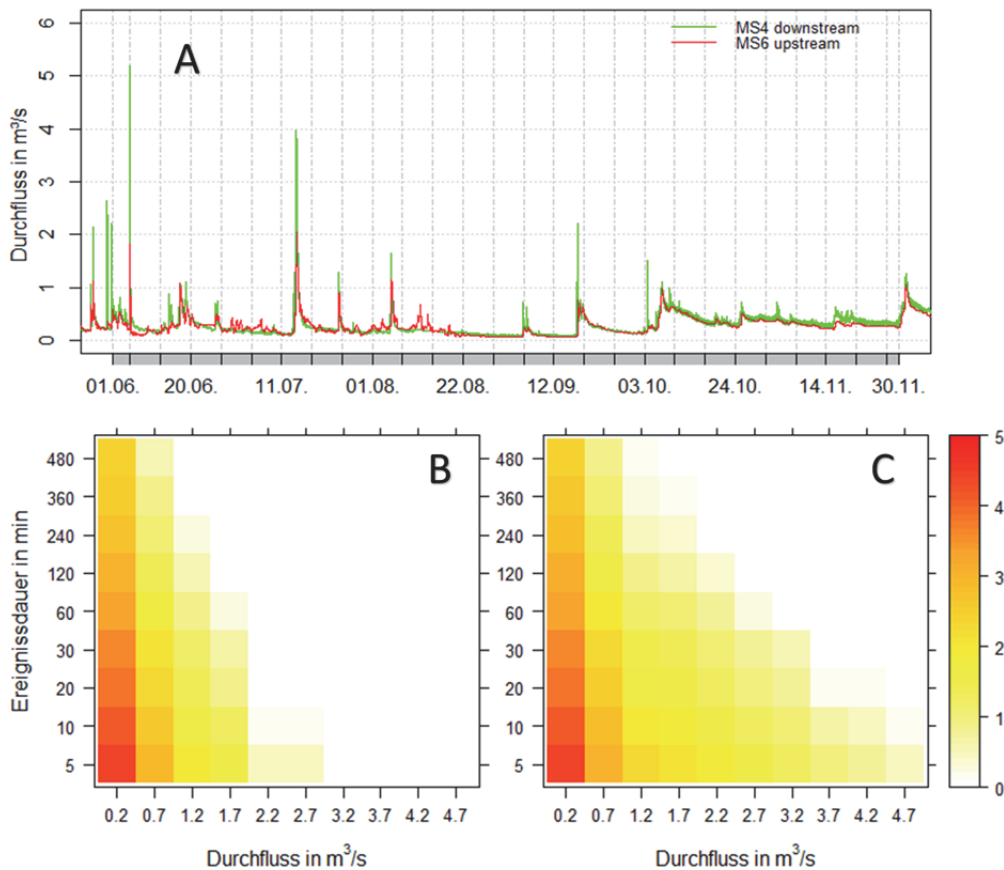 A
MS4 downstream
MS6 upstream
Durchfluss in m³/s
6
5
4
3
2
1
0
01.06. 20.06. 11.07. 01.08. 22.08. 12.09. 03.10. 24.10. 14.11. 30.11.
B
Ereignissdauer in min
480
360
240
120
60
30
20
10
5
0.2 0.7 1.2 1.7 2.2 2.7 3.2 3.7 4.2 4.7
Durchfluss in m³/s
C
480
360
240
120
60
30
20
10
5
0.2 0.7 1.2 1.7 2.2 2.7 3.2 3.7 4.2 4.7
Durchfluss in m³/s
5
4
3
2
1
0